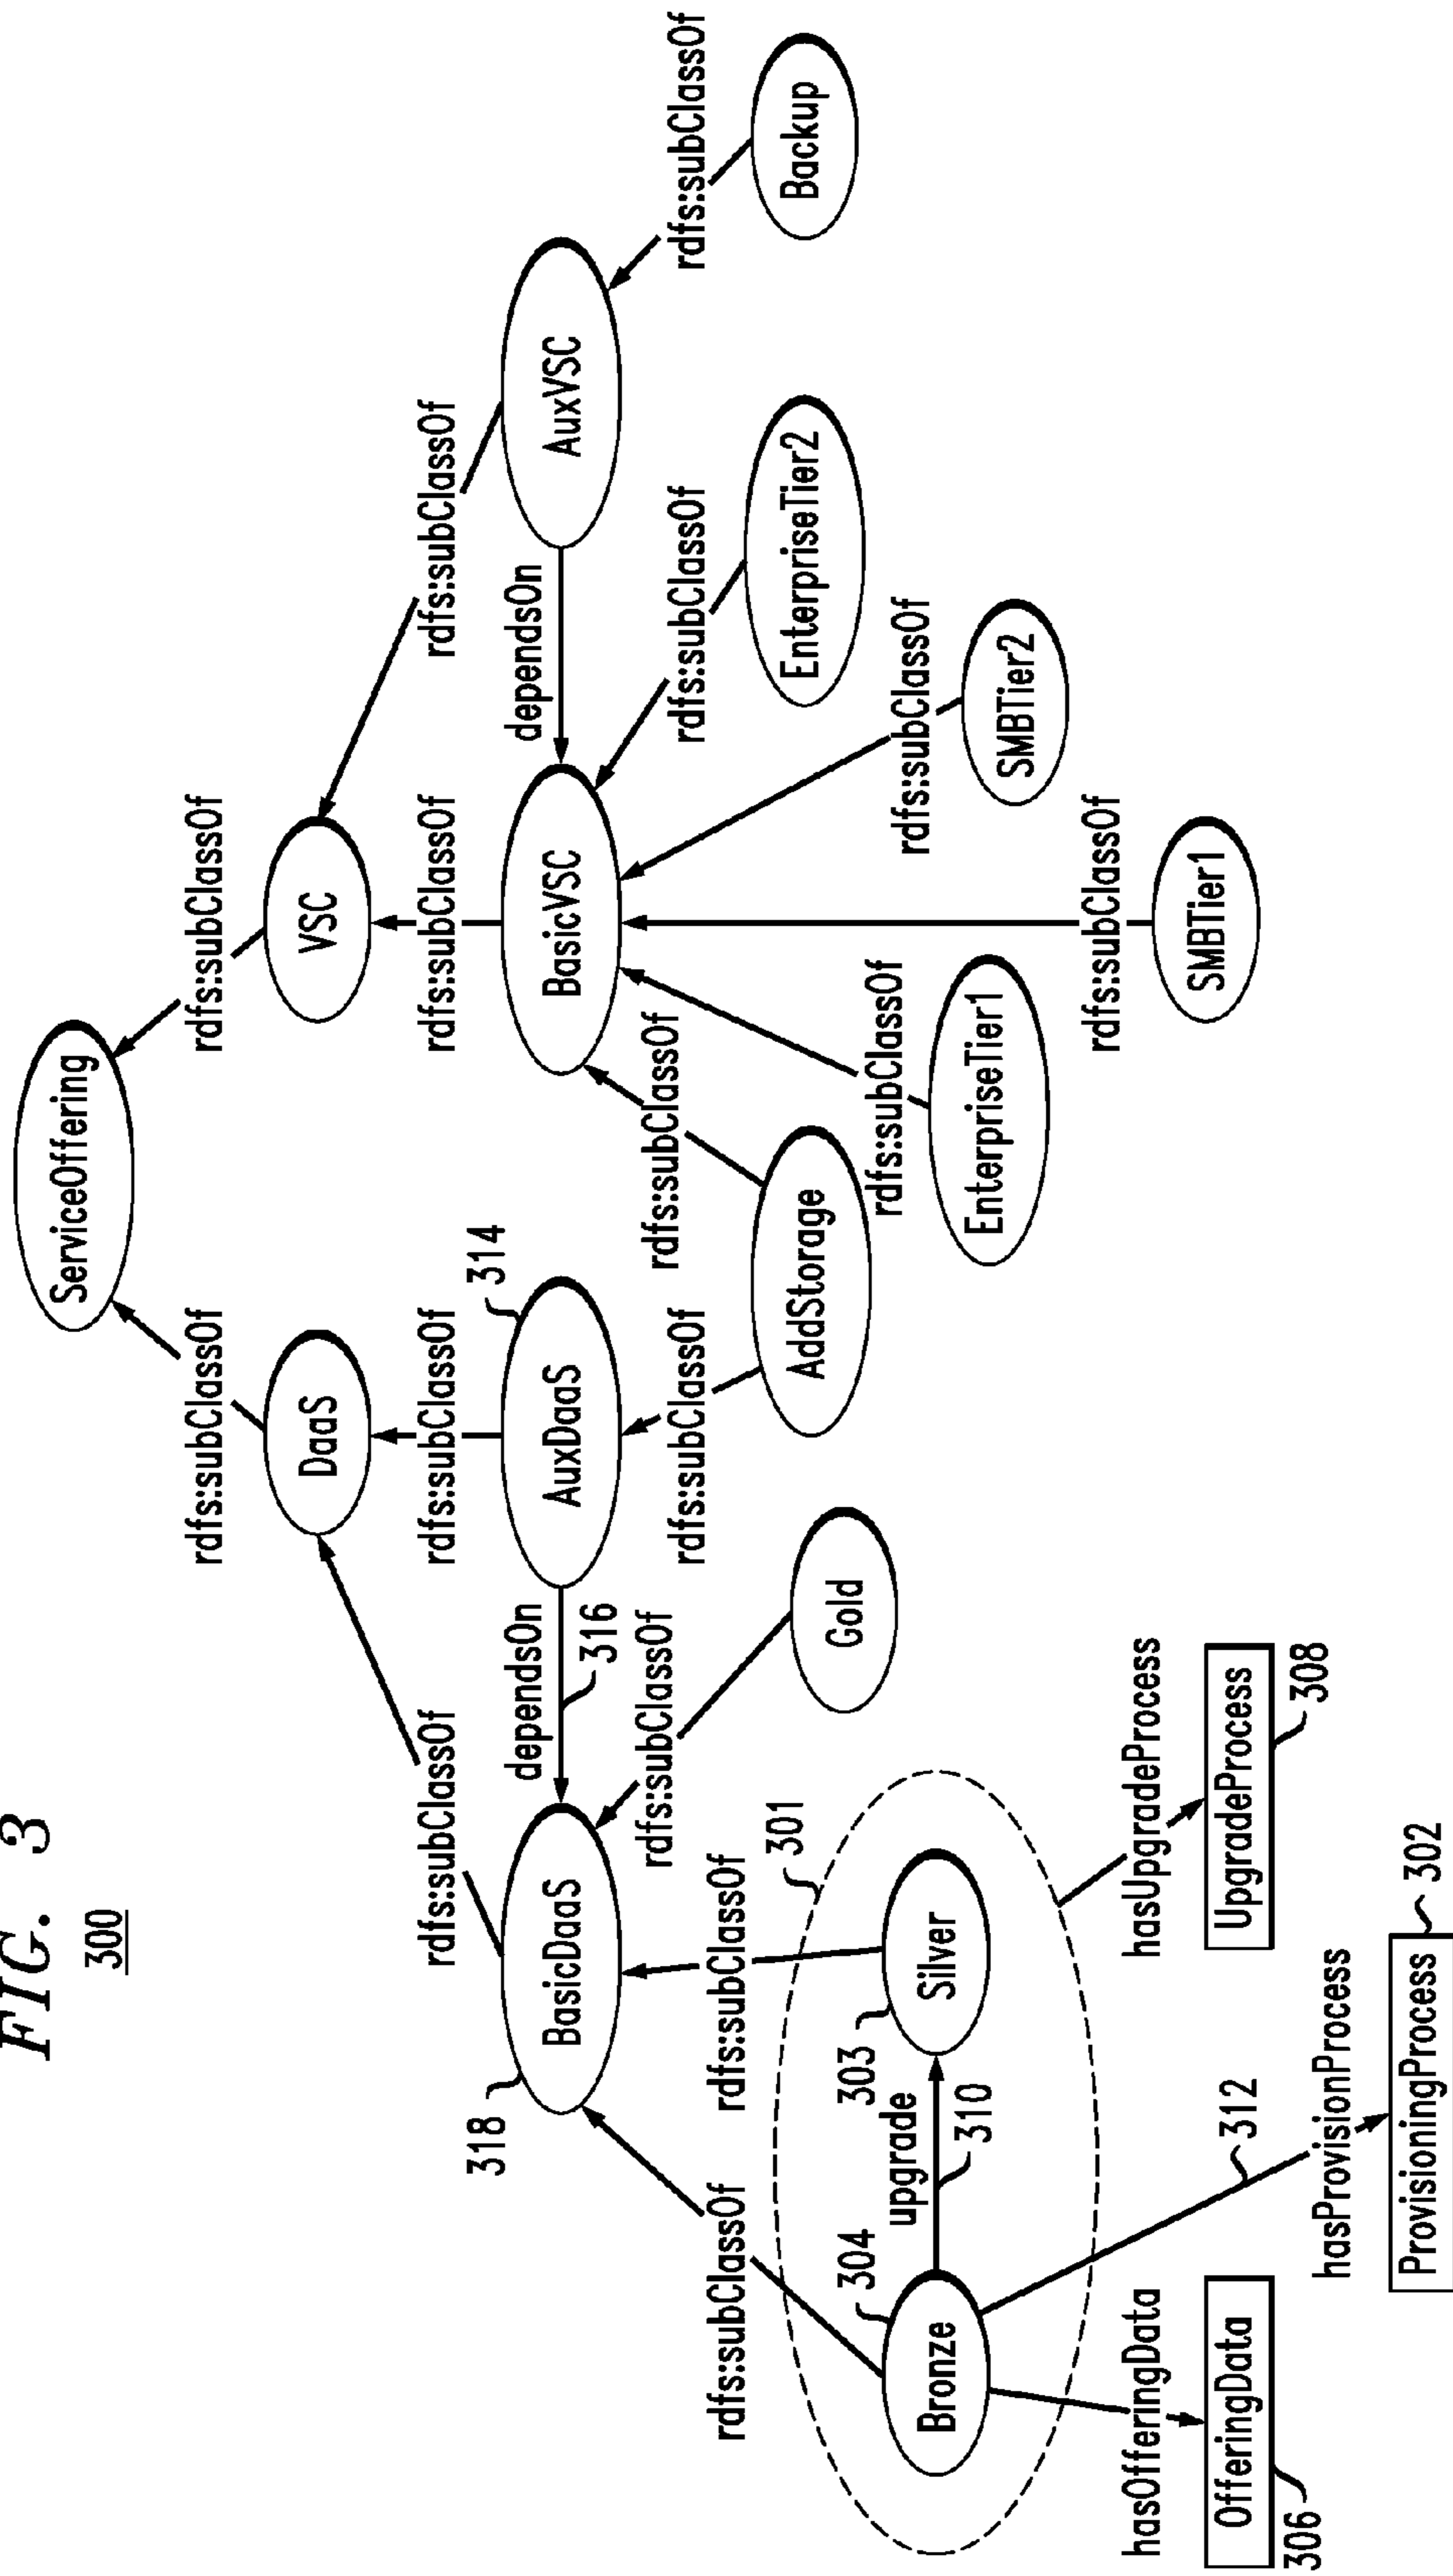 FIG. 3
300
ServiceOffering
rdfs:subClassOf
rdfs:subClassOf
DaaS
VSC
rdfs:subClassOf
rdfs:subClassOf
rdfs:subClassOf
rdfs:subClassOf
318
BasicDaaS
dependsOn
316
AuxDaaS
314
BasicVSC
dependsOn
AuxVSC
rdfs:subClassOf
rdfs:subClassOf
rdfs:subClassOf
rdfs:subClassOf
rdfs:subClassOf
rdfs:subClassOf
rdfs:subClassOf
301
Gold
AddStorage
EnterpriseTier2
Backup
304
upgrade
303
Bronze
310
Silver
rdfs:subClassOf
rdfs:subClassOf
EnterpriseTier1
SMBTier2
hasOfferingData
312
hasUpgradeProcess
rdfs:subClassOf
OfferingData
UpgradeProcess
SMBTier1
306
308
hasProvisionProcess
ProvisioningProcess
302